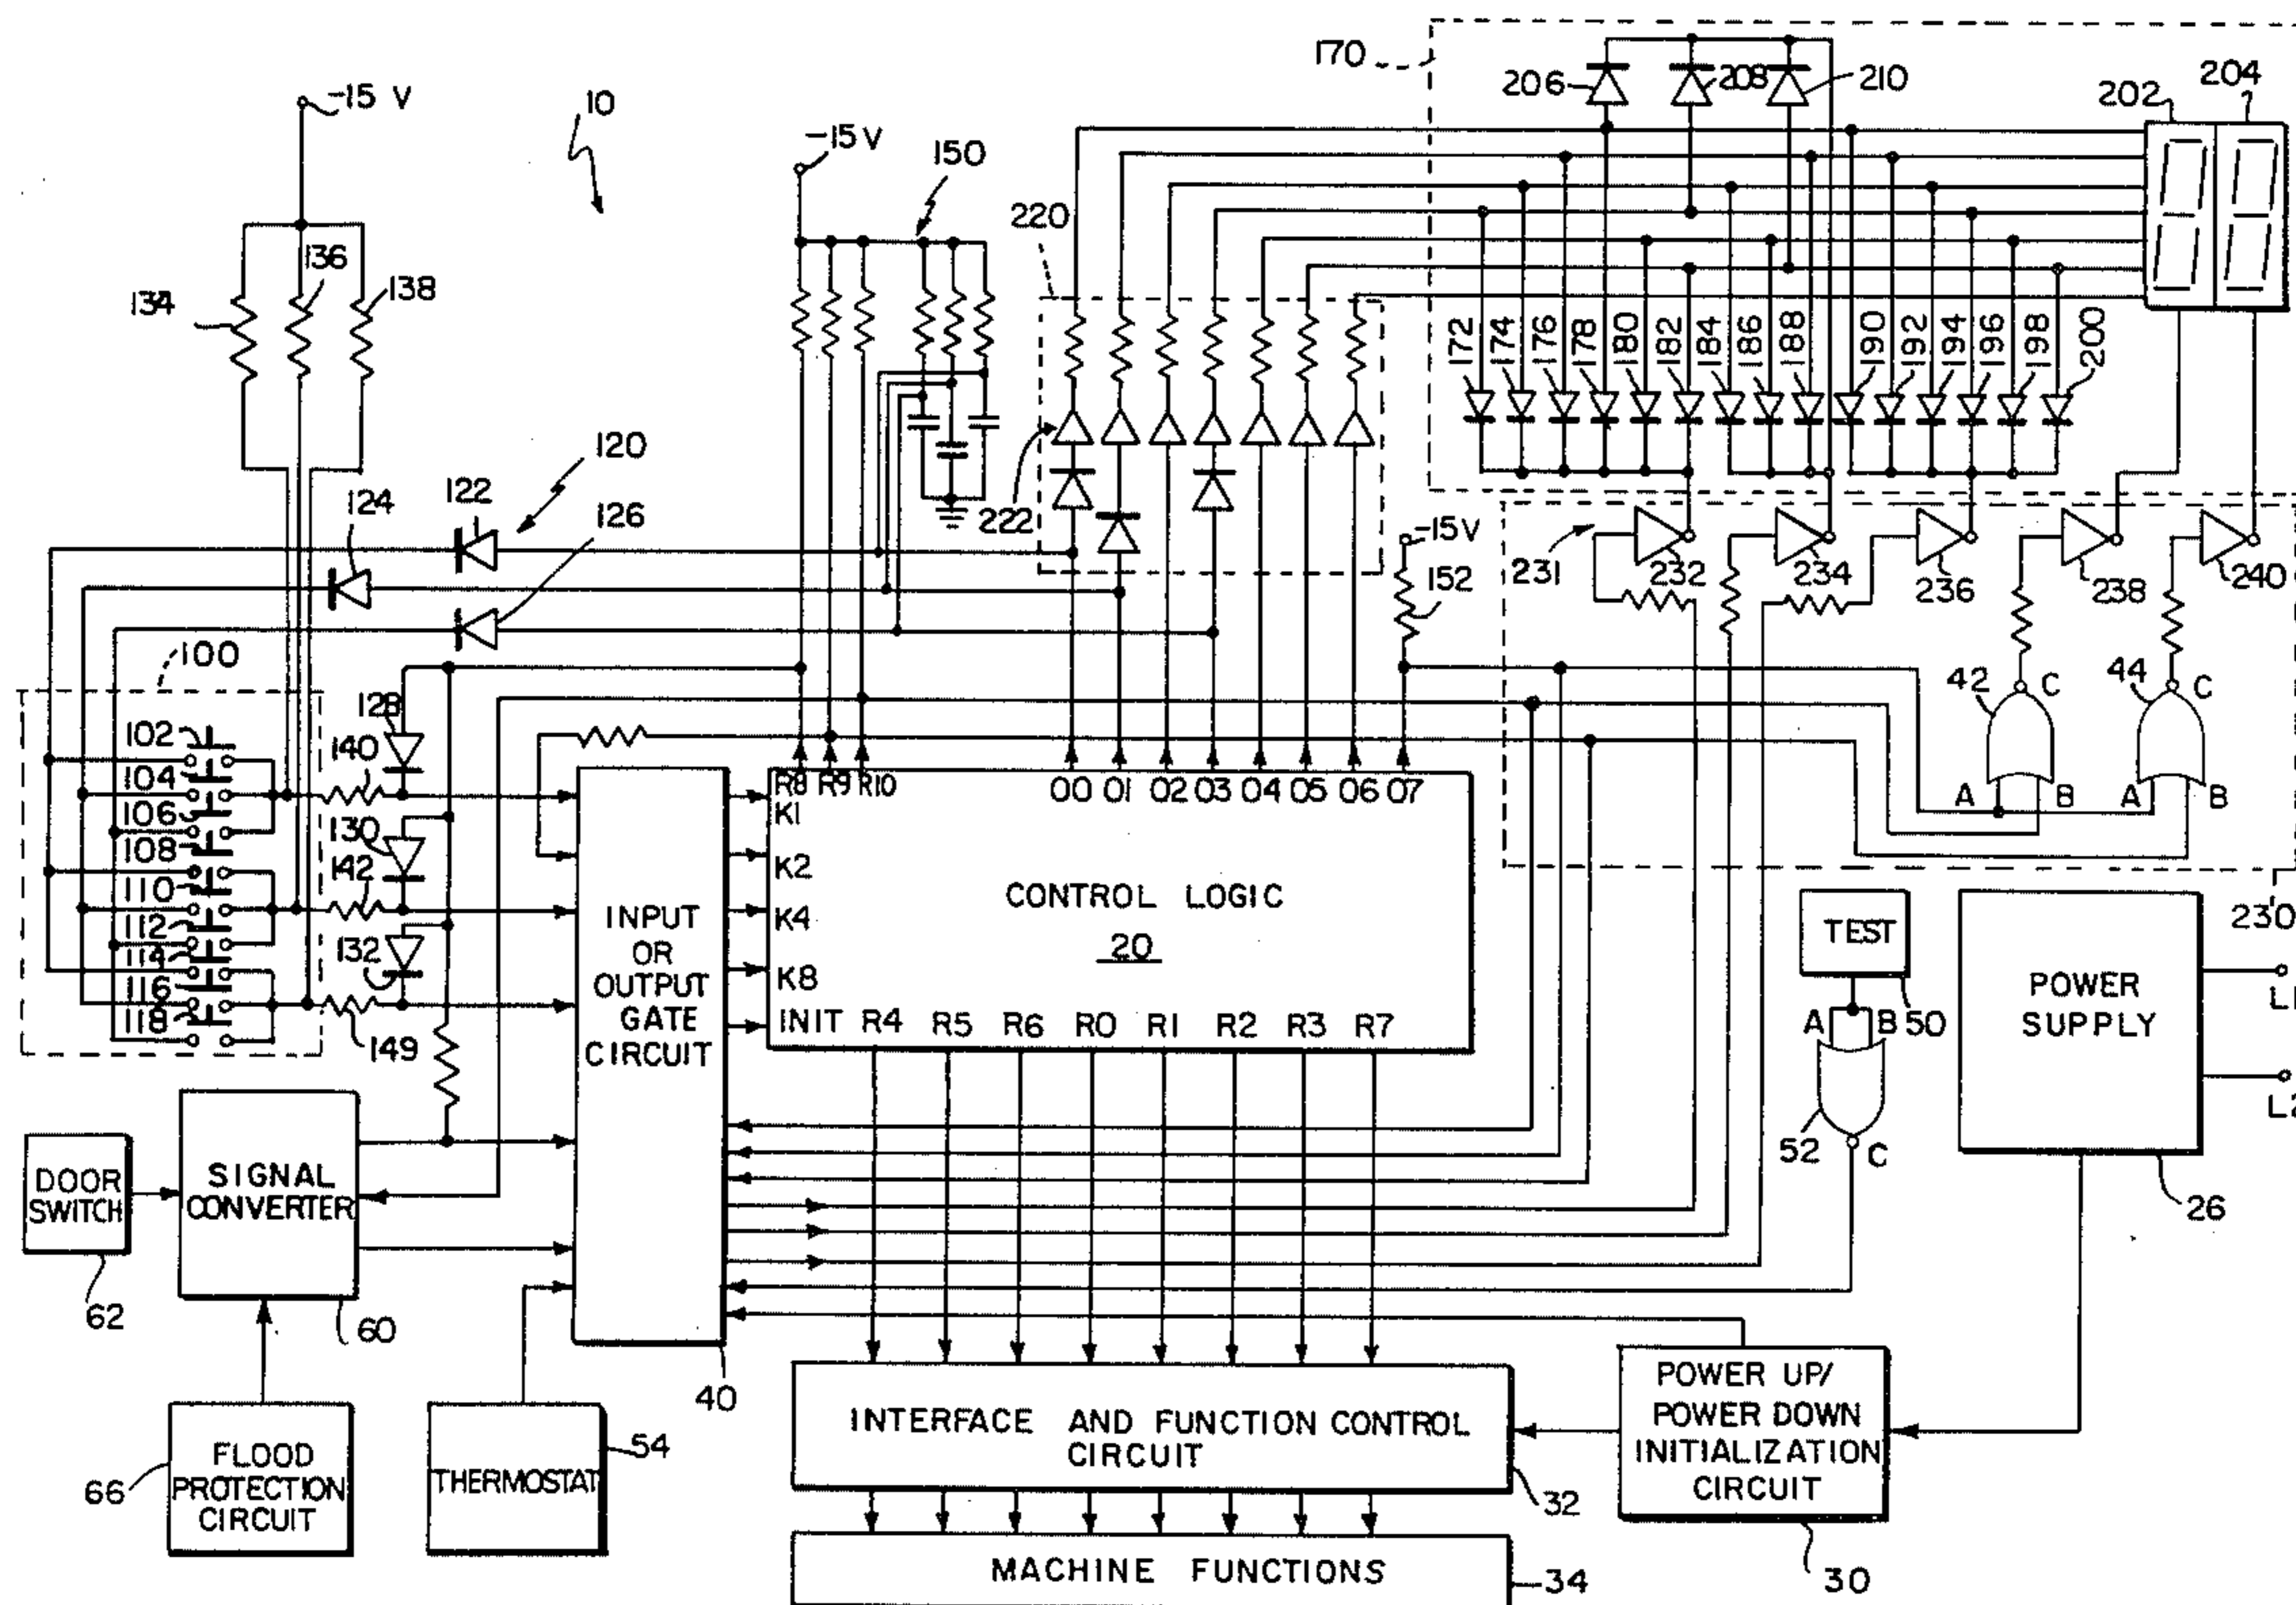 -15 V
10
134
136
138
-15 V
150
220
170
206
208
210
202
204
172
174
176
178
180
182
184
186
188
190
192
194
196
198
200
120
122
124
126
222
-15 V
152
231
232
234
236
238
240
100
102
104
106
108
110
112
114
116
118
128
140
130
142
132
149
R8
R9
R10
00
01
02
03
04
05
06
07
K1
K2
K4
K8
INIT
R4
R5
R6
R0
R1
R2
R3
R7
CONTROL LOGIC
20
INPUT
OR
OUTPUT
GATE
CIRCUIT
40
42
C
A
B
44
C
A
B
230
TEST
50
A
B
52
C
POWER
SUPPLY
26
L1
L2
DOOR
SWITCH
62
SIGNAL
CONVERTER
60
FLOOD
PROTECTION
CIRCUIT
66
THERMOSTAT
54
INTERFACE AND FUNCTION CONTROL
CIRCUIT
32
POWER UP/
POWER DOWN
INITIALIZATION
CIRCUIT
30
MACHINE FUNCTIONS
34